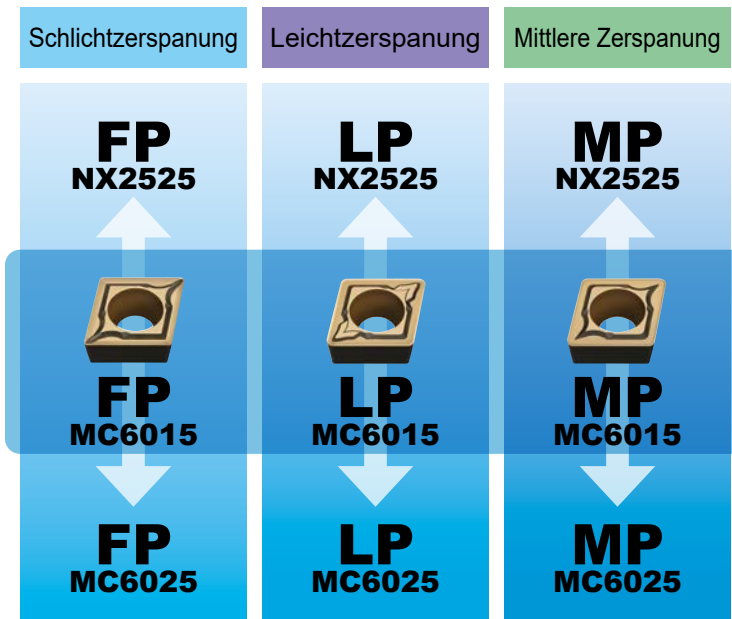 Schlichtzerspanung
Leichtzerspanung
Mittlere Zerspanung
FP
NX2525
LP
NX2525
MP
NX2525
FP
MC6015
LP
MC6015
MP
MC6015
FP
MC6025
LP
MC6025
MP
MC6025